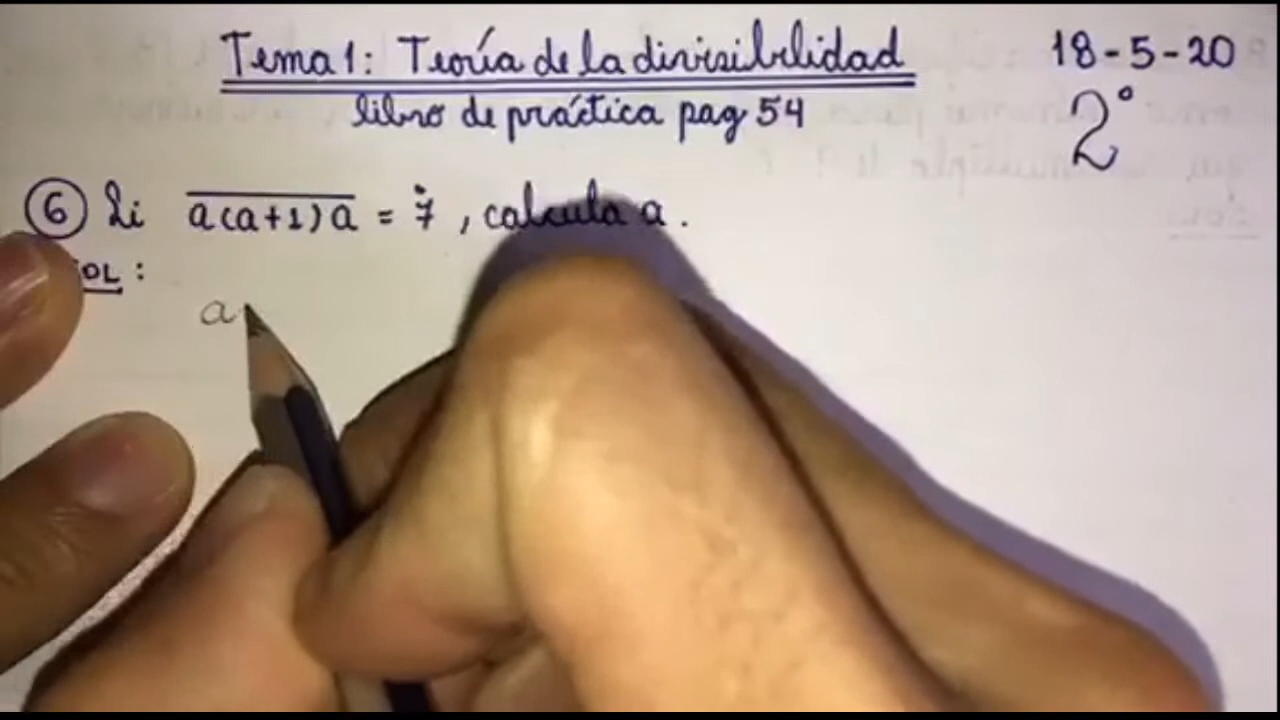 Tema 1: Teoría de la divisibilidad
libro de práctica pag 54
18-5-20
2°
6 Si a(a+1)a = 7̇, calcula a.
SOL:
a